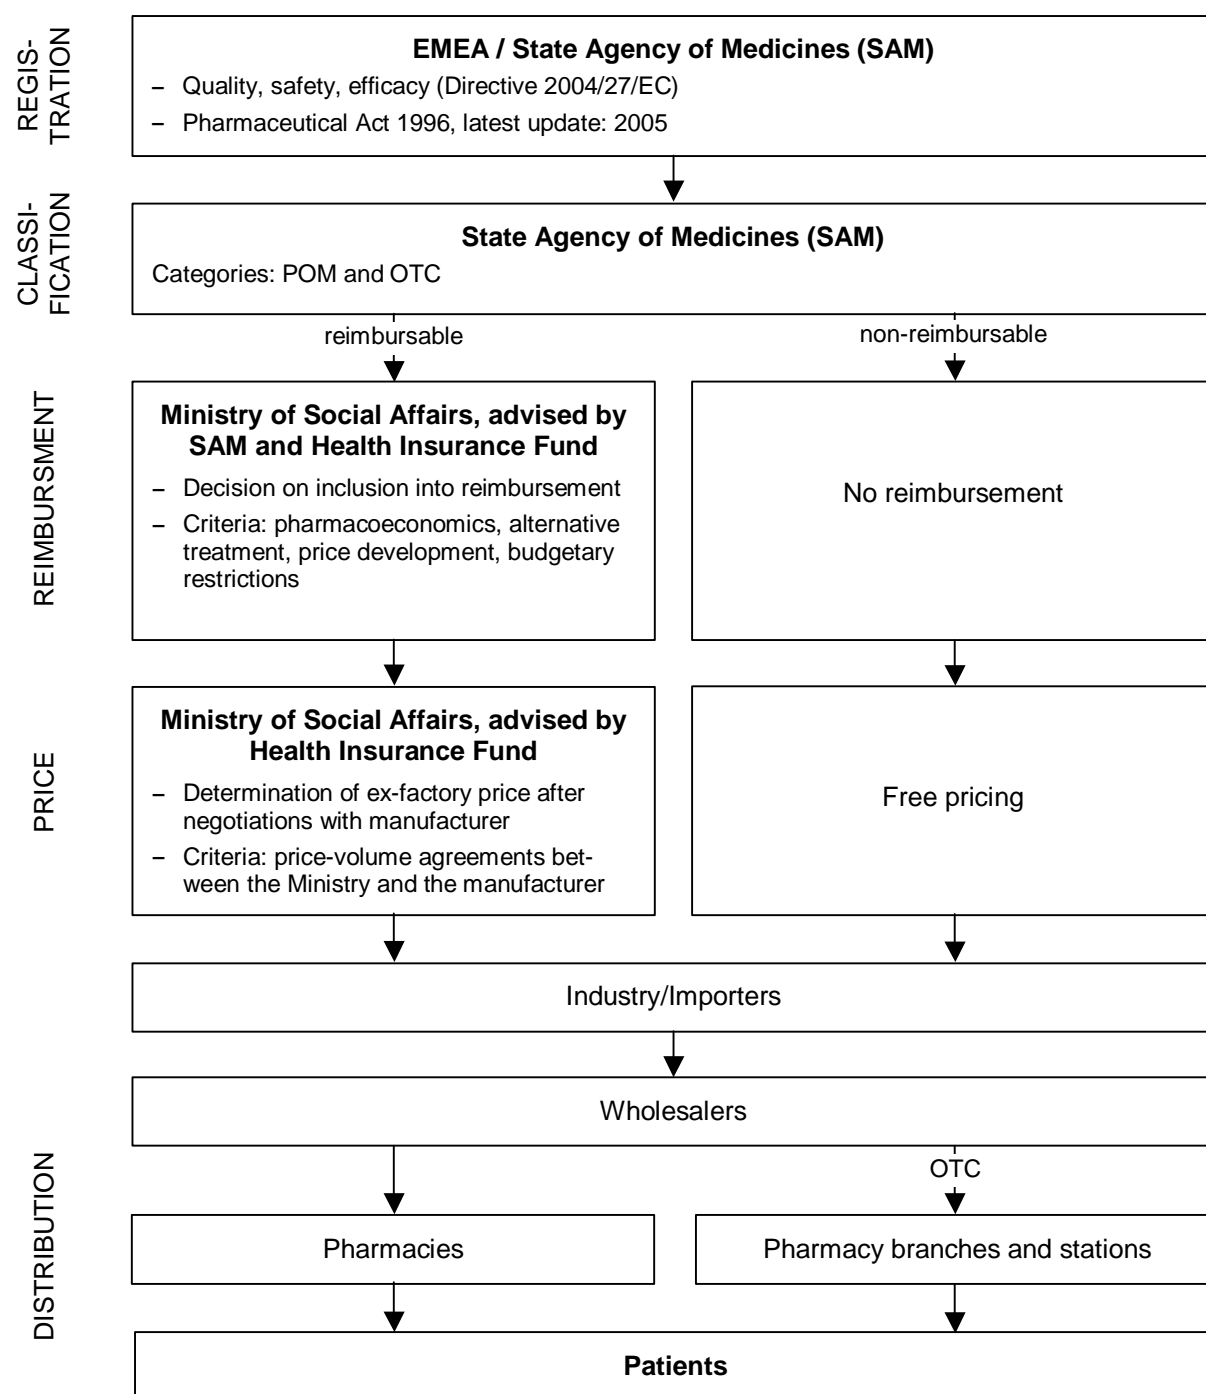 REGIS-
TRATION
EMEA / State Agency of Medicines (SAM)
– Quality, safety, efficacy (Directive 2004/27/EC)
– Pharmaceutical Act 1996, latest update: 2005
CLASSI-
FICATION
State Agency of Medicines (SAM)
Categories: POM and OTC
reimbursable
non-reimbursable
REIMBURSMENT
Ministry of Social Affairs, advised by
SAM and Health Insurance Fund
– Decision on inclusion into reimbursement
– Criteria: pharmacoeconomics, alternative
treatment, price development, budgetary
restrictions
No reimbursement
PRICE
Ministry of Social Affairs, advised by
Health Insurance Fund
– Determination of ex-factory price after
negotiations with manufacturer
– Criteria: price-volume agreements bet-
ween the Ministry and the manufacturer
Free pricing
Industry/Importers
DISTRIBUTION
Wholesalers
OTC
Pharmacies
Pharmacy branches and stations
Patients